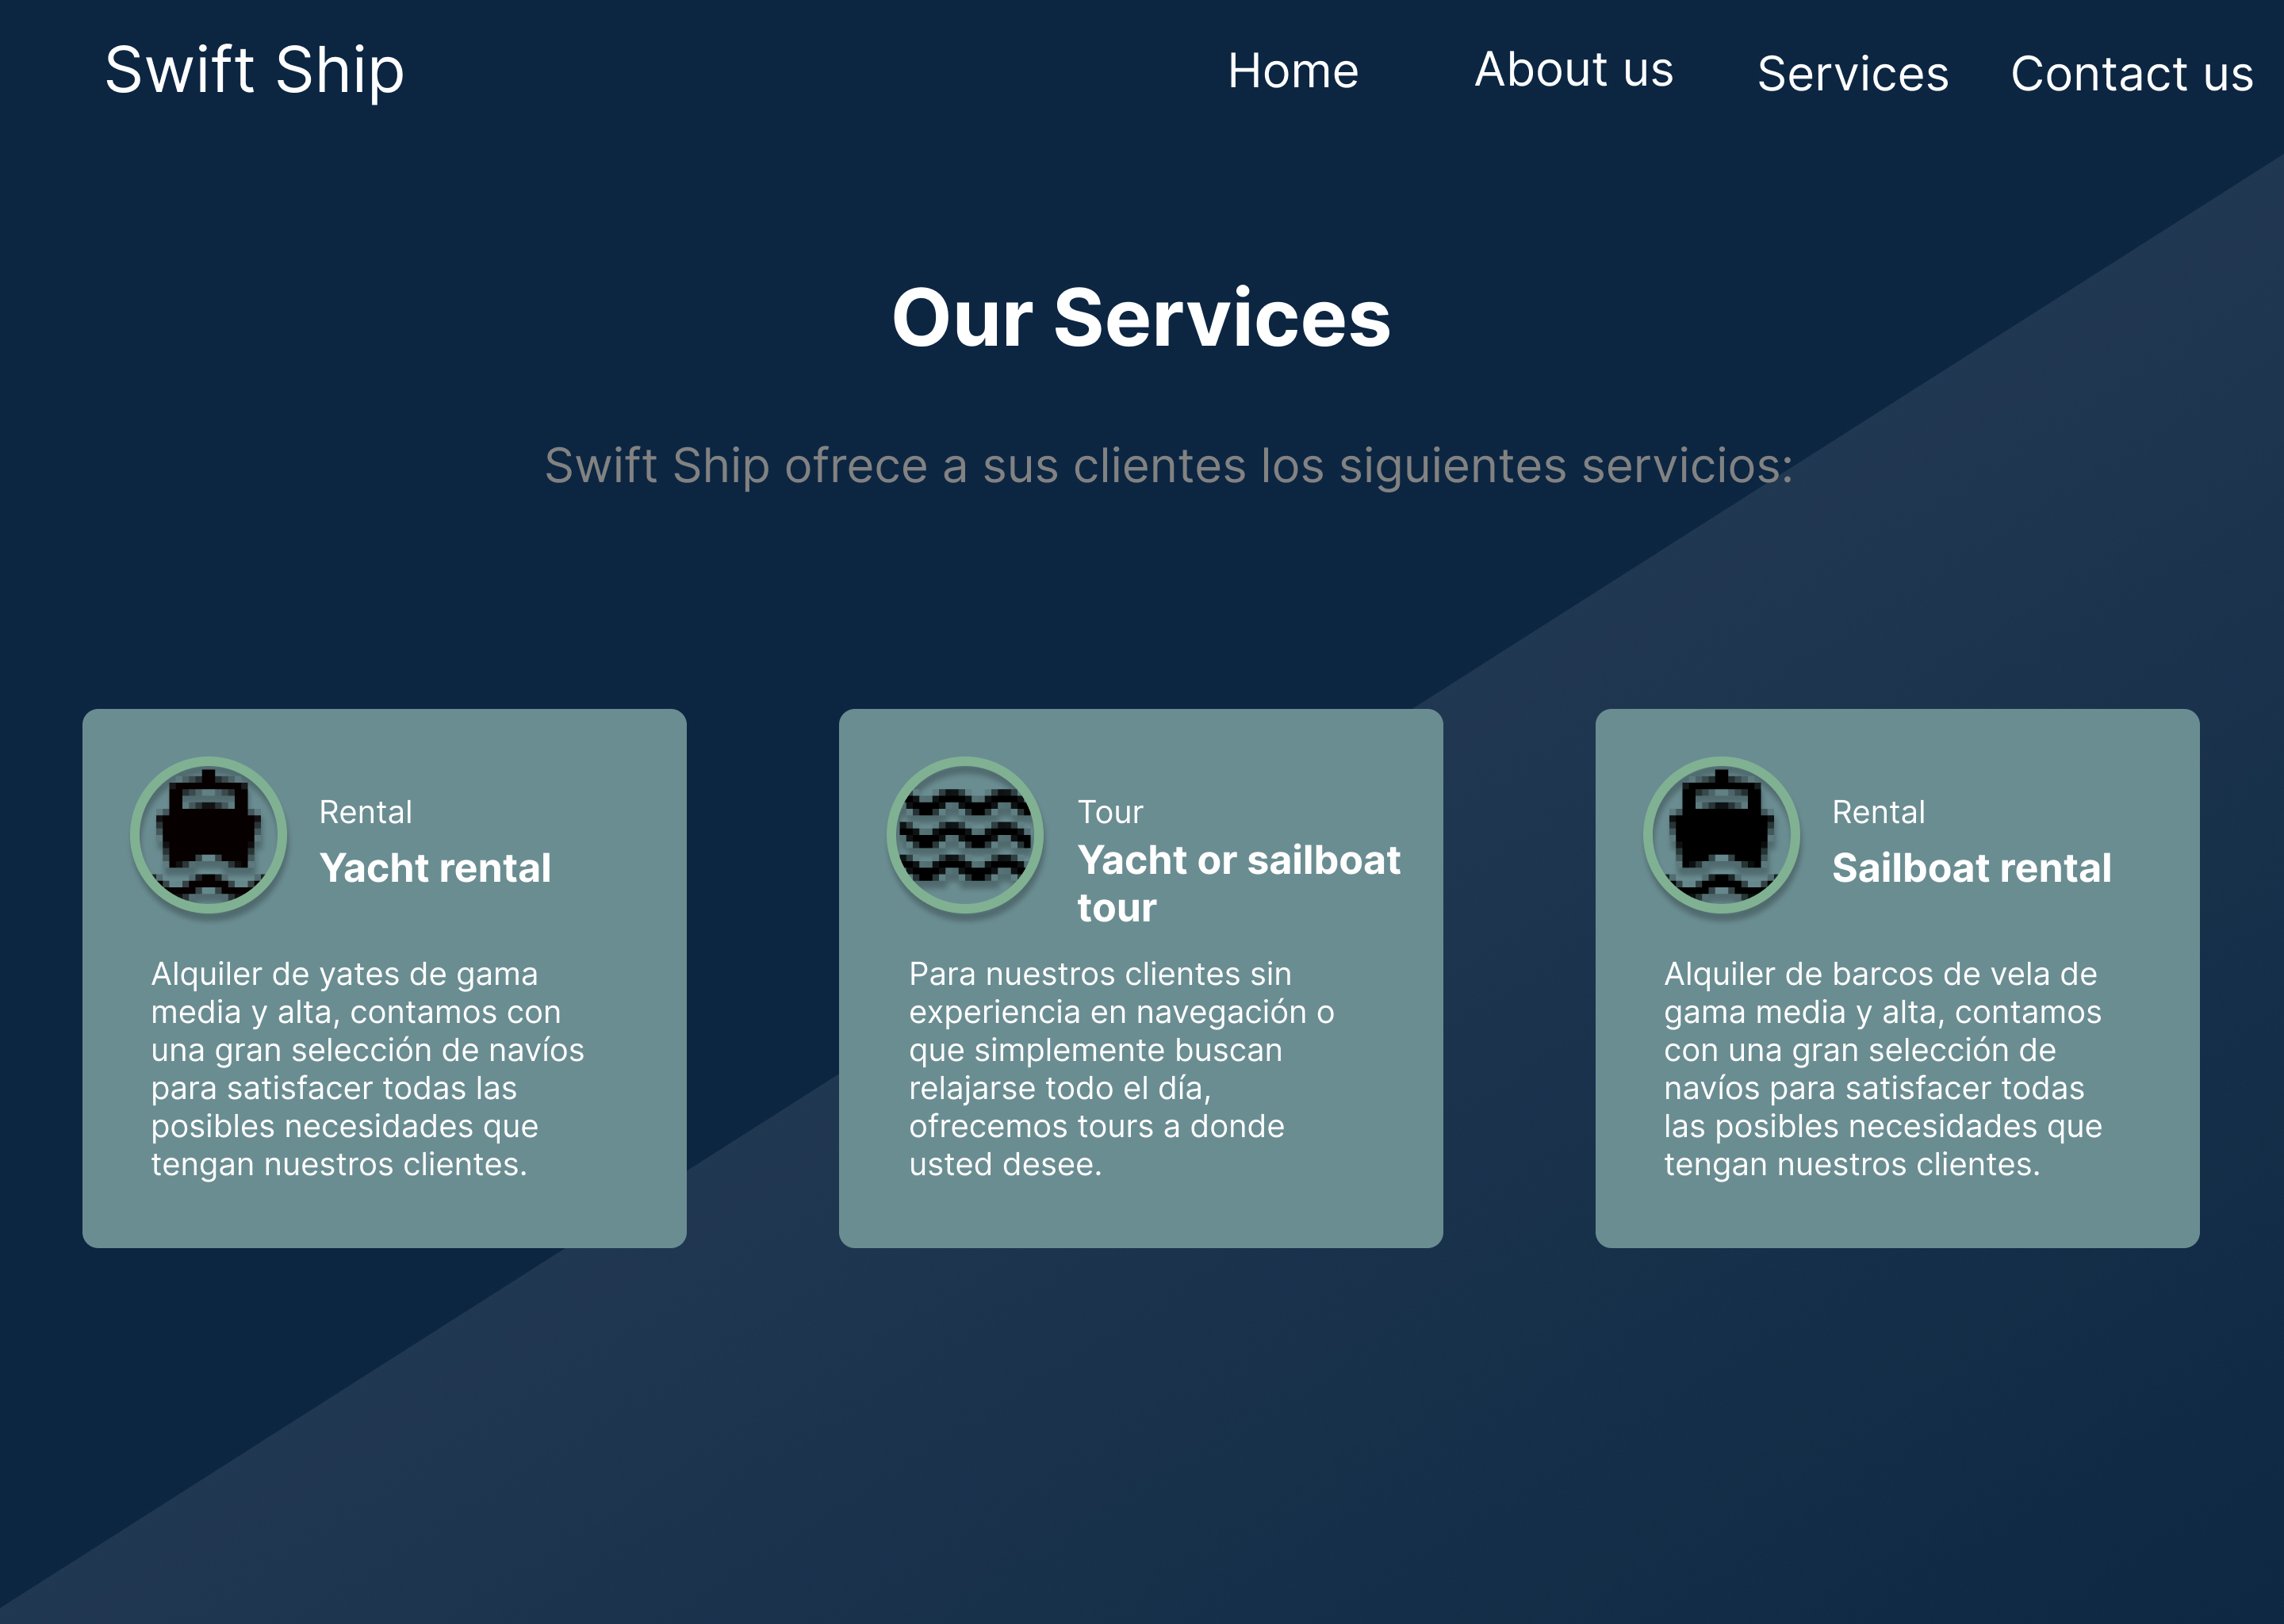 Swift Ship
Home
About us
Services
Contact us
Our Services
Swift Ship ofrece a sus clientes los siguientes servicios:
Rental
Yacht rental
Alquiler de yates de gama
media y alta, contamos con
una gran selección de navíos
para satisfacer todas las
posibles necesidades que
tengan nuestros clientes.
Tour
Yacht or sailboat
tour
Para nuestros clientes sin
experiencia en navegación o
que simplemente buscan
relajarse todo el día,
ofrecemos tours a donde
usted desee.
Rental
Sailboat rental
Alquiler de barcos de vela de
gama media y alta, contamos
con una gran selección de
navíos para satisfacer todas
las posibles necesidades que
tengan nuestros clientes.